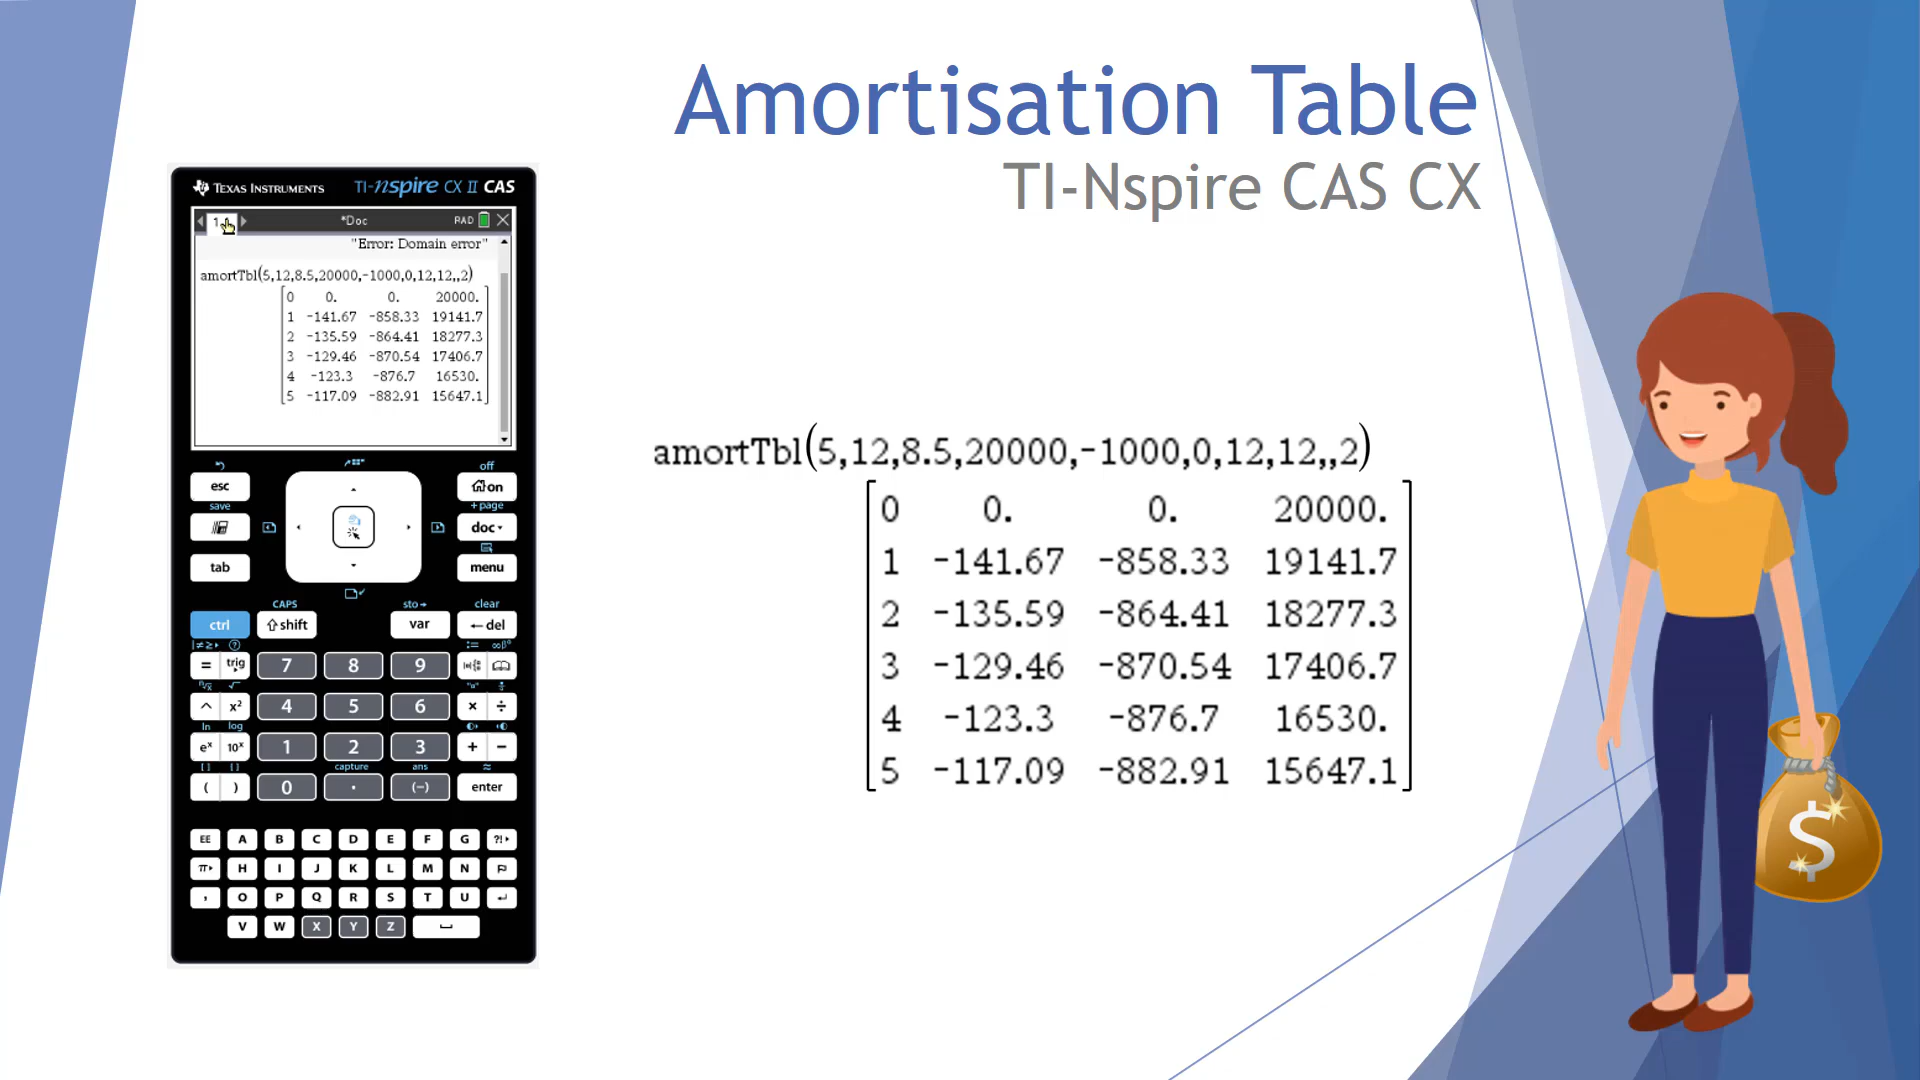 Amortisation Table
TI-Nspire CAS CX
TEXAS INSTRUMENTS TI-nspire CX II CAS
*Doc PAD
"Error: Domain error"
amortTbl(5,12,8.5,20000,-1000,0,12,12,,2)
0 0. 0. 20000.
1 -141.67 -858.33 19141.7
2 -135.59 -864.41 18277.3
3 -129.46 -870.54 17406.7
4 -123.3 -876.7 16530.
5 -117.09 -882.91 15647.1
off
esc on
save + page
doc
tab menu
CAPS sto clear
ctrl shift var del
= trig 7 8 9
n√x √ "□"
^ x² 4 5 6 × ÷
ln log
eˣ 10ˣ 1 2 3 + −
[ ] { } capture ans ≈
( ) 0 . (−) enter
EE A B C D E F G ?!
π H I J K L M N
, O P Q R S T U
V W X Y Z
amortTbl(5,12,8.5,20000,-1000,0,12,12,,2)
0 0. 0. 20000.
1 -141.67 -858.33 19141.7
2 -135.59 -864.41 18277.3
3 -129.46 -870.54 17406.7
4 -123.3 -876.7 16530.
5 -117.09 -882.91 15647.1
$